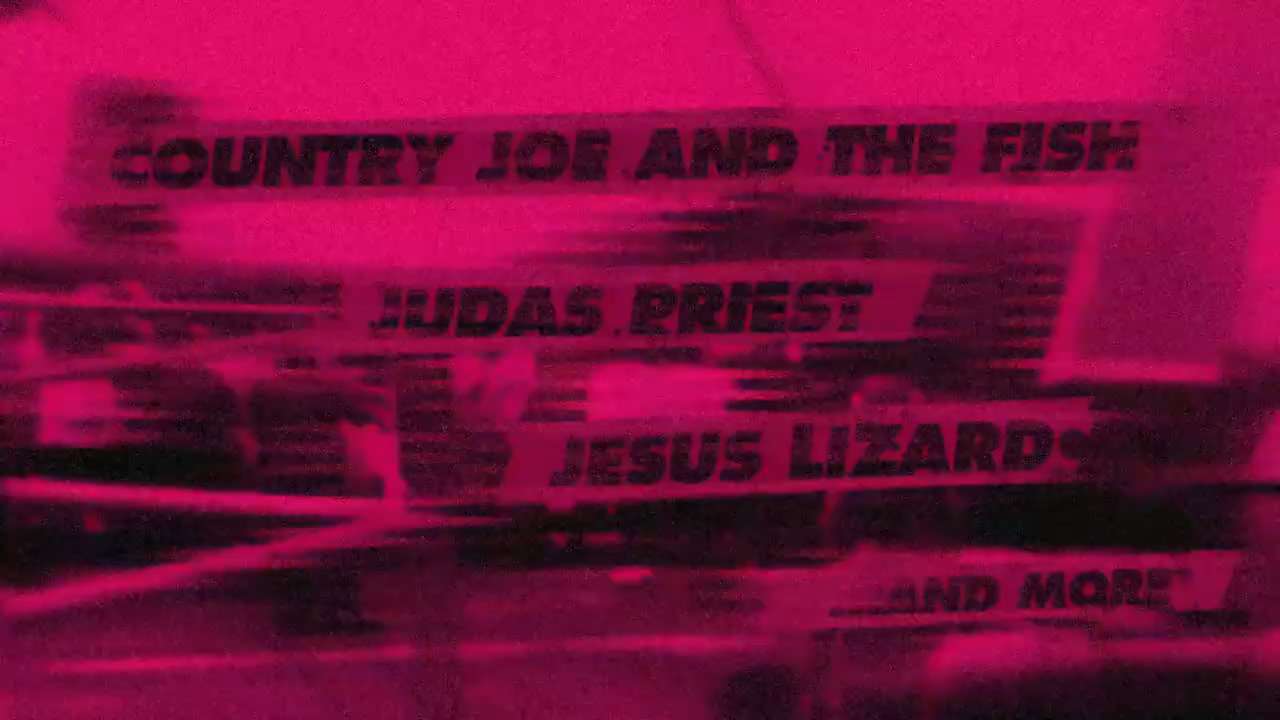 COUNTRY JOE AND THE FISH
JUDAS PRIEST
JESUS LIZARD
...AND MORE